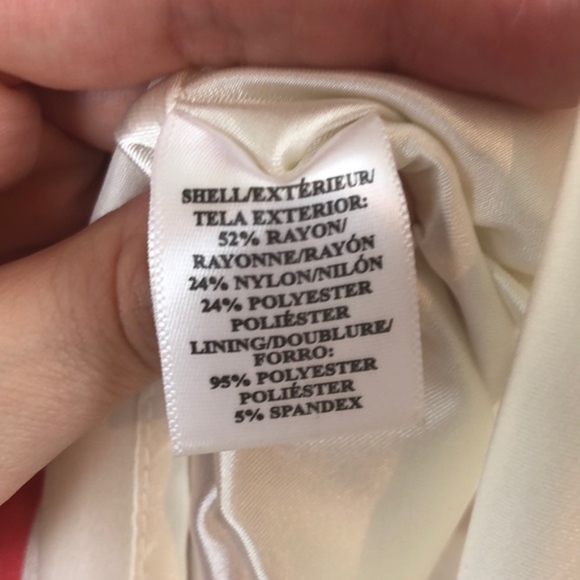 SHELL/EXTÉRIEUR/
TELA EXTERIOR:
52% RAYON/
RAYONNE/RAYÓN
24% NYLON/NILÓN
24% POLYESTER
POLIÉSTER
LINING/DOUBLURE/
FORRO:
95% POLYESTER
POLIÉSTER
5% SPANDEX